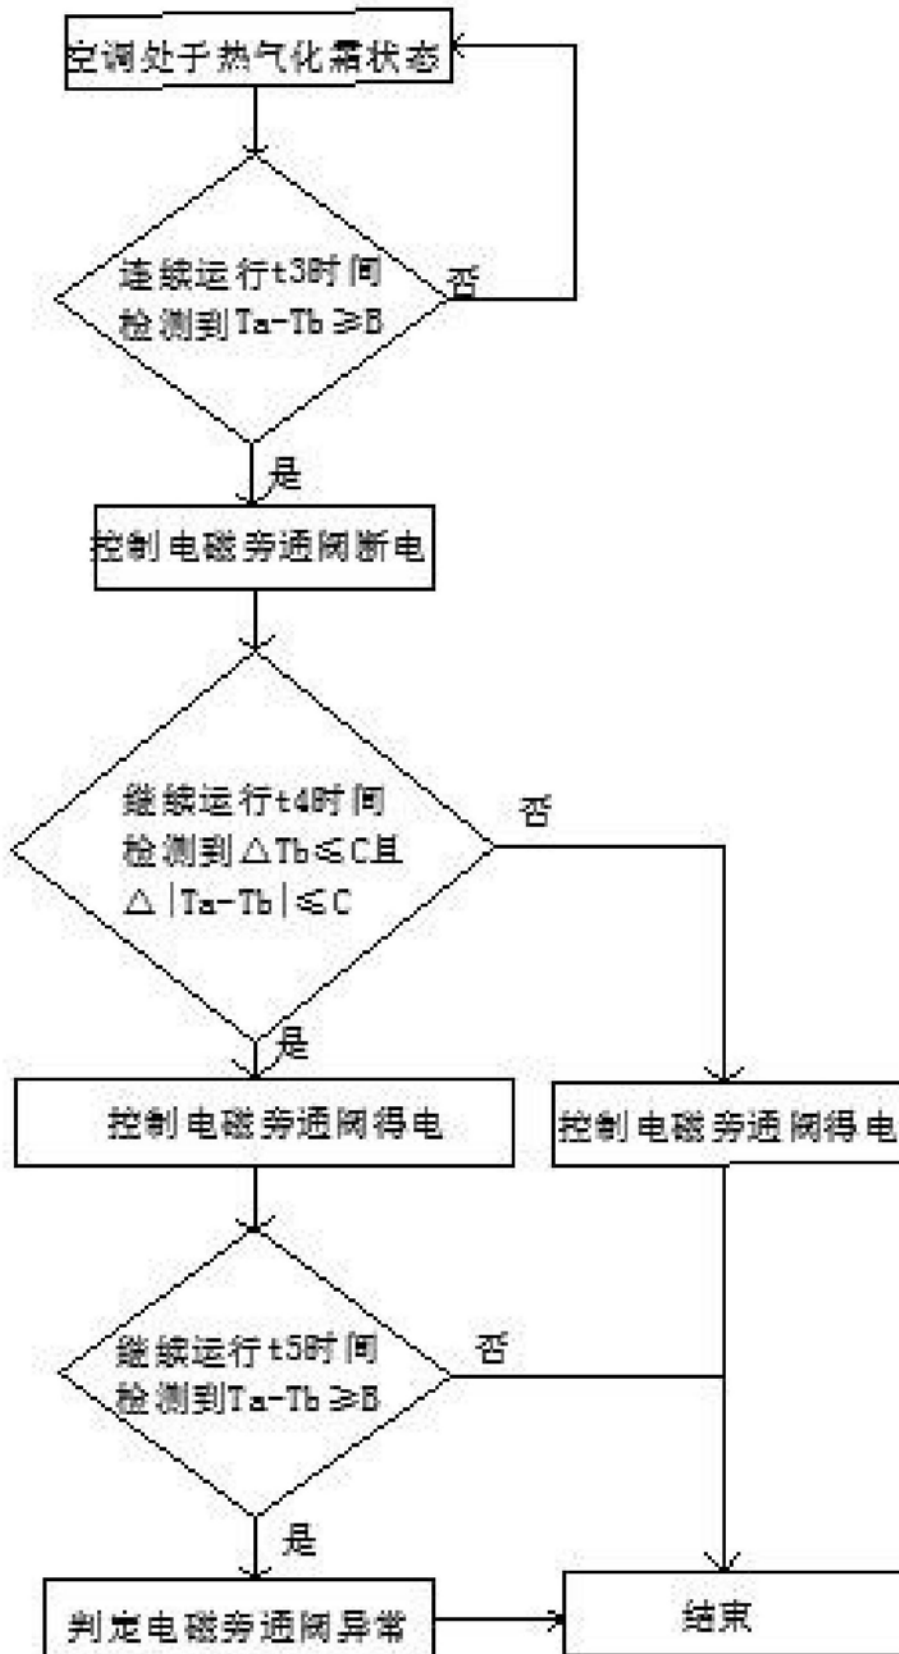 空调处于热气化霜状态
连续运行t3时间
检测到Ta-Tb≥B
否
是
控制电磁旁通阀断电
继续运行t4时间
检测到△Tb≤C且
△|Ta-Tb|≤C
否
是
控制电磁旁通阀得电
控制电磁旁通阀得电
继续运行t5时间
检测到Ta-Tb≥B
否
是
判定电磁旁通阀异常
结束